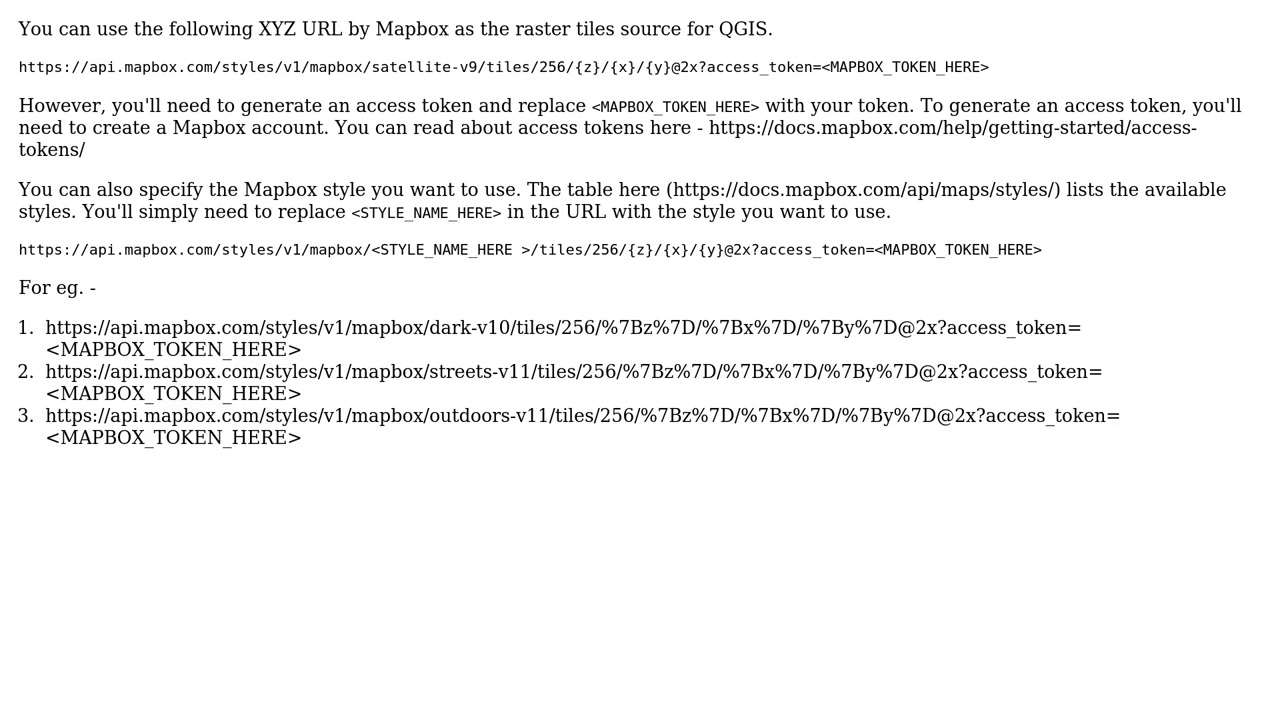 You can use the following XYZ URL by Mapbox as the raster tiles source for QGIS.
https://api.mapbox.com/styles/v1/mapbox/satellite-v9/tiles/256/{z}/{x}/{y}@2x?access_token=<MAPBOX_TOKEN_HERE>
However, you'll need to generate an access token and replace <MAPBOX_TOKEN_HERE> with your token. To generate an access token, you'll
need to create a Mapbox account. You can read about access tokens here - https://docs.mapbox.com/help/getting-started/access-
tokens/
You can also specify the Mapbox style you want to use. The table here (https://docs.mapbox.com/api/maps/styles/) lists the available
styles. You'll simply need to replace <STYLE_NAME_HERE> in the URL with the style you want to use.
https://api.mapbox.com/styles/v1/mapbox/<STYLE_NAME_HERE >/tiles/256/{z}/{x}/{y}@2x?access_token=<MAPBOX_TOKEN_HERE>
For eg. -
1. https://api.mapbox.com/styles/v1/mapbox/dark-v10/tiles/256/%7Bz%7D/%7Bx%7D/%7By%7D@2x?access_token=
<MAPBOX_TOKEN_HERE>
2. https://api.mapbox.com/styles/v1/mapbox/streets-v11/tiles/256/%7Bz%7D/%7Bx%7D/%7By%7D@2x?access_token=
<MAPBOX_TOKEN_HERE>
3. https://api.mapbox.com/styles/v1/mapbox/outdoors-v11/tiles/256/%7Bz%7D/%7Bx%7D/%7By%7D@2x?access_token=
<MAPBOX_TOKEN_HERE>